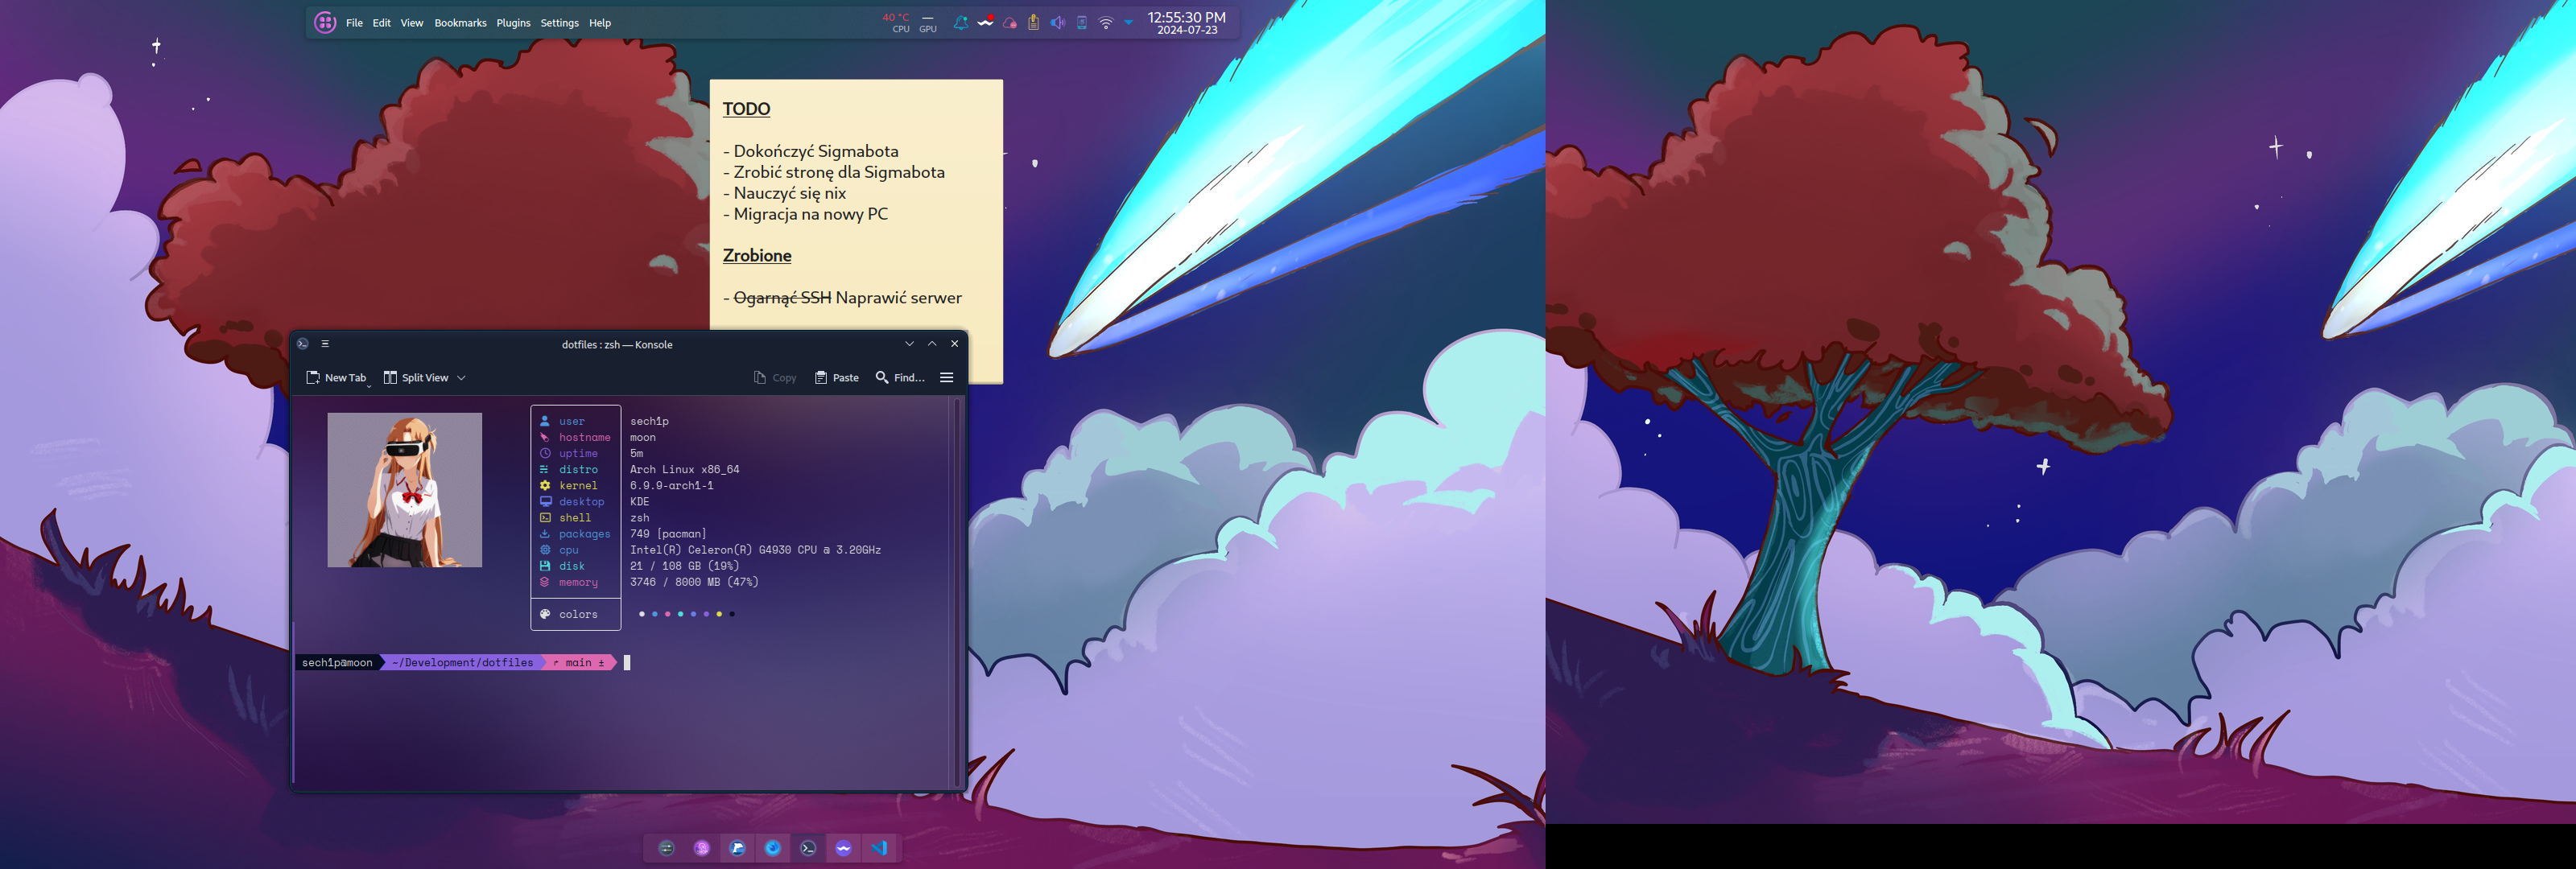 File Edit View Bookmarks Plugins Settings Help
40 °C
CPU
—
GPU
12:55:30 PM
2024-07-23
TODO
- Dokończyć Sigmabota
- Zrobić stronę dla Sigmabota
- Nauczyć się nix
- Migracja na nowy PC
Zrobione
- Ogarnąć SSH Naprawić serwer
dotfiles : zsh — Konsole
New Tab Split View Copy Paste Find...
user sech1p
hostname moon
uptime 5m
distro Arch Linux x86_64
kernel 6.9.9-arch1-1
desktop KDE
shell zsh
packages 749 [pacman]
cpu Intel(R) Celeron(R) G4930 CPU @ 3.20GHz
disk 21 / 108 GB (19%)
memory 3746 / 8000 MB (47%)
colors
sech1p@moon ~/Development/dotfiles main ±